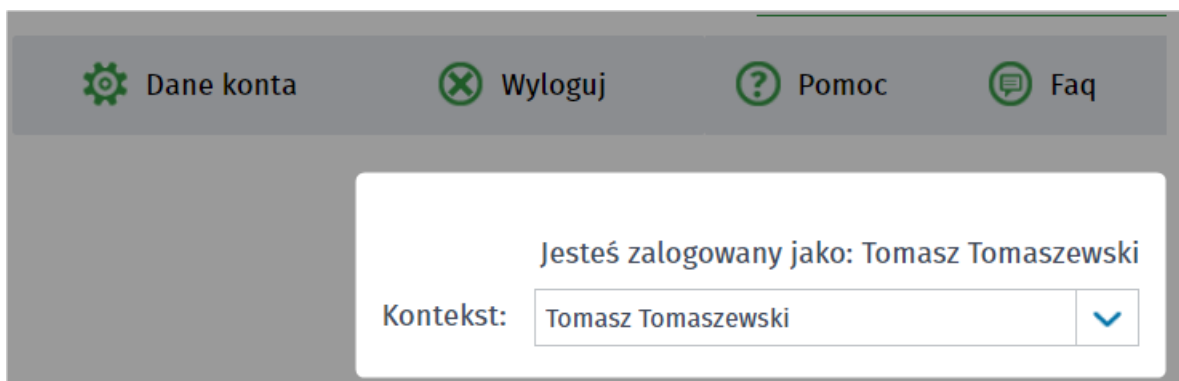 Dane konta Wyloguj Pomoc Faq
Jesteś zalogowany jako: Tomasz Tomaszewski
Kontekst: Tomasz Tomaszewski